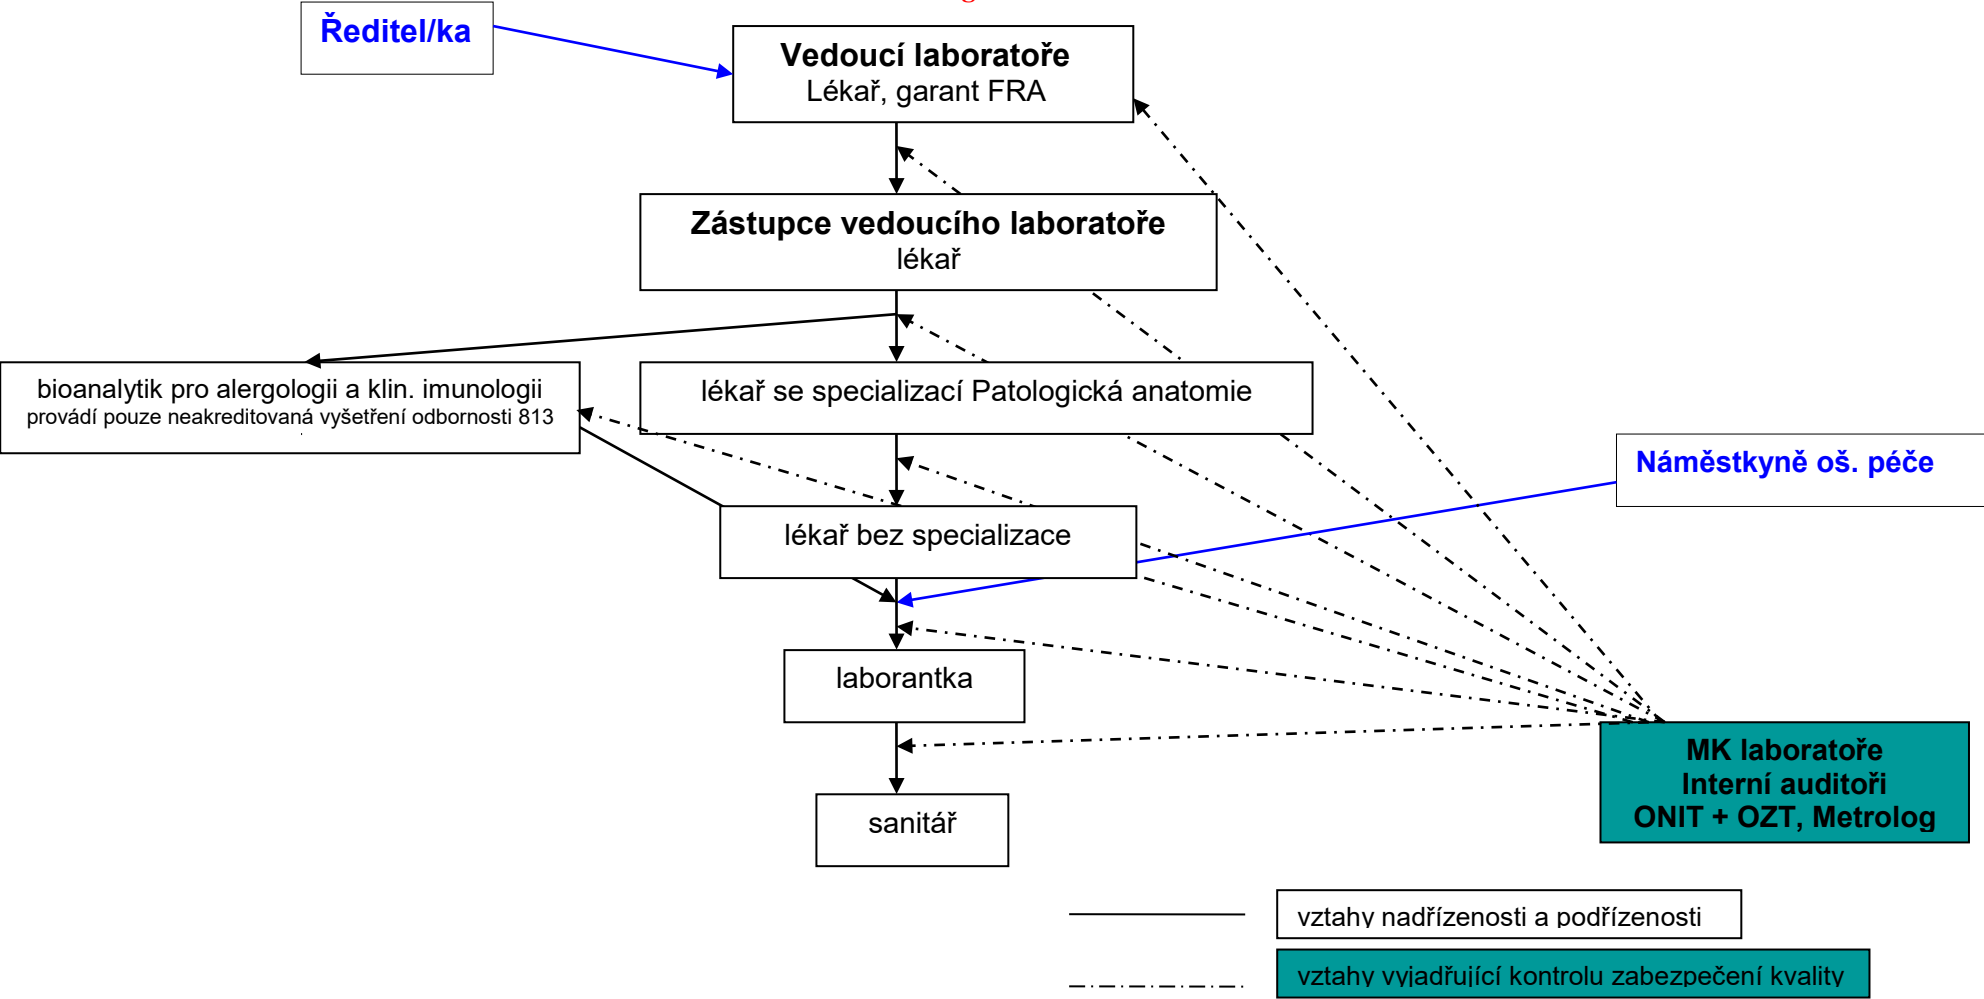 Ředitel/ka
Vedoucí laboratoře
Lékař, garant FRA
Zástupce vedoucího laboratoře
lékař
bioanalytik pro alergologii a klin. imunologii
provádí pouze neakreditovaná vyšetření odbornosti 813
.
lékař se specializací Patologická anatomie
Náměstkyně oš. péče
lékař bez specializace
laborantka
MK laboratoře
Interní auditoři
ONIT + OZT, Metrolog
sanitář
vztahy nadřízenosti a podřízenosti
vztahy vyjadřující kontrolu zabezpečení kvality